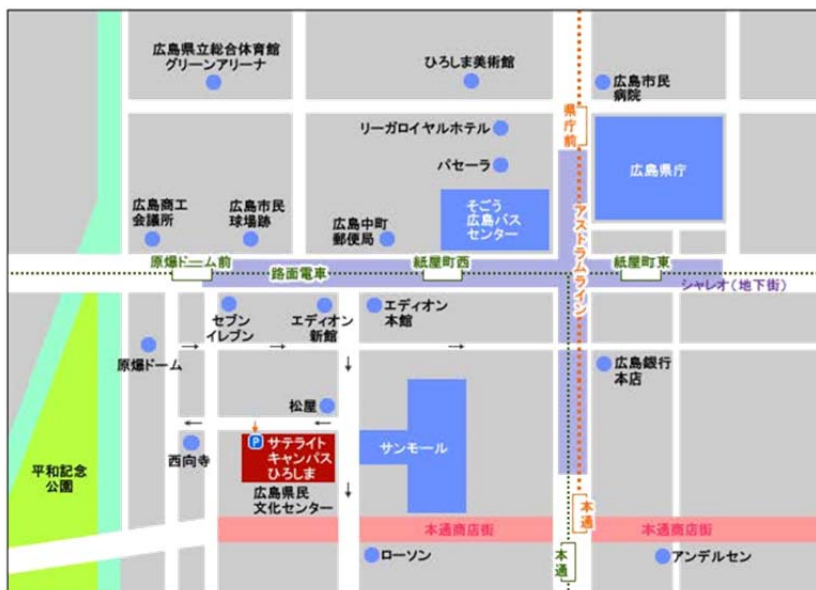 広島県立総合体育館
グリーンアリーナ
ひろしま美術館
広島市民
病院
リーガロイヤルホテル
県庁前
パセーラ
広島県庁
そごう
広島バス
センター
アストラムライン
広島商工
会議所
広島市民
球場跡
広島中町
郵便局
原爆ドーム前
路面電車
紙屋町西
紙屋町東
シャレオ(地下街)
セブン
イレブン
エディオン
新館
エディオン
本館
原爆ドーム
広島銀行
本店
松屋
P
サテライト
キャンパス
ひろしま
サンモール
西向寺
平和記念
公園
広島県民
文化センター
本通
本通商店街
本通商店街
ローソン
本通
アンデルセン